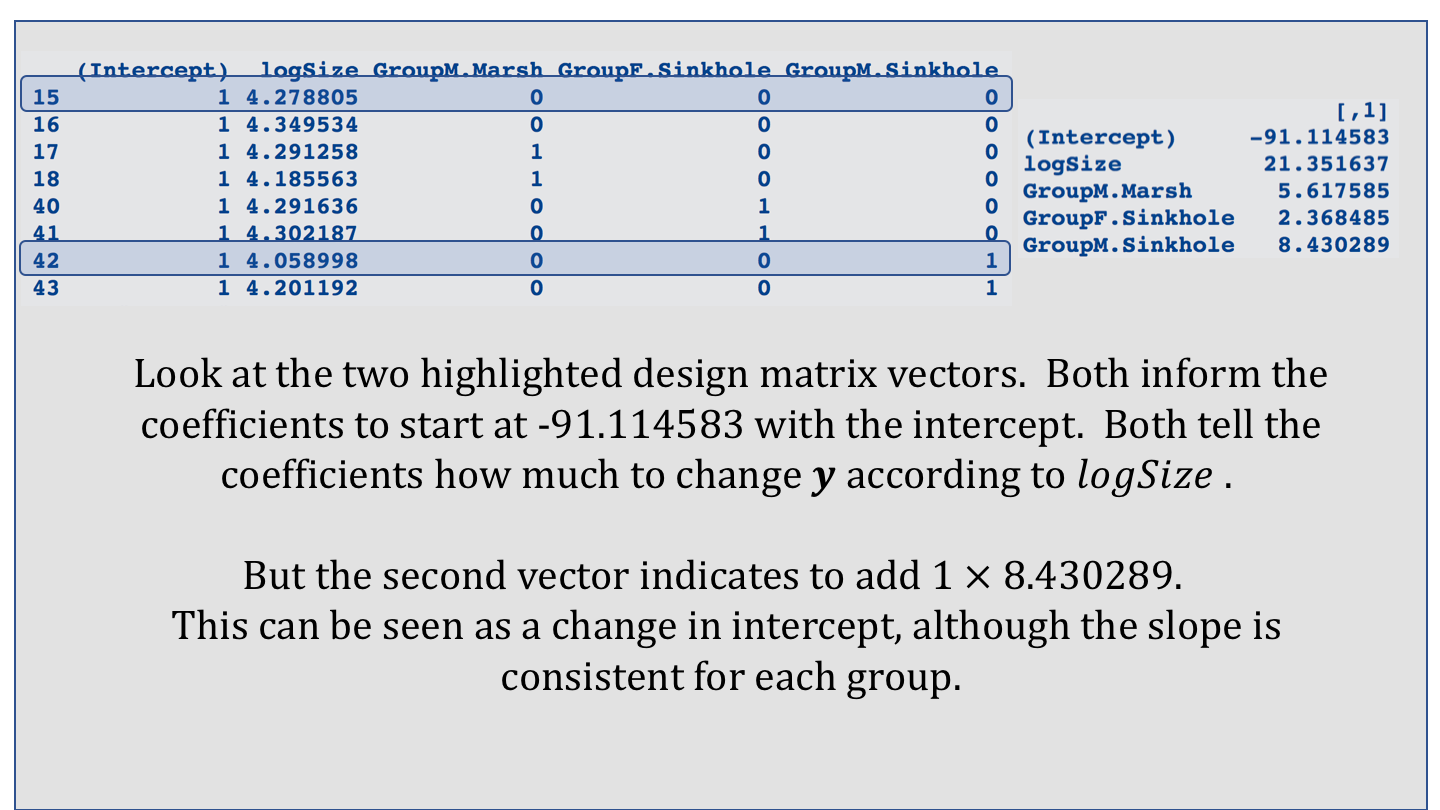 (Intercept) logSize GroupM.Marsh GroupF.Sinkhole GroupM.Sinkhole
15 1 4.278805 0 0 0
16 1 4.349534 0 0 0
17 1 4.291258 1 0 0
18 1 4.185563 1 0 0
40 1 4.291636 0 1 0
41 1 4.302187 0 1 0
42 1 4.058998 0 0 1
43 1 4.201192 0 0 1
[,1]
(Intercept) -91.114583
logSize 21.351637
GroupM.Marsh 5.617585
GroupF.Sinkhole 2.368485
GroupM.Sinkhole 8.430289
Look at the two highlighted design matrix vectors. Both inform the
coefficients to start at -91.114583 with the intercept. Both tell the
coefficients how much to change y according to logSize .
But the second vector indicates to add 1 × 8.430289.
This can be seen as a change in intercept, although the slope is
consistent for each group.